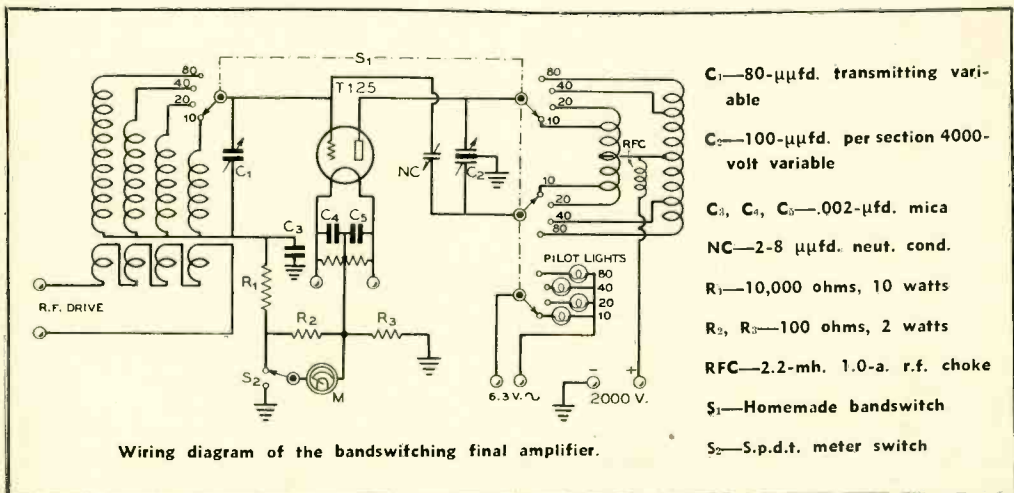 S₁
80
40
20
10
T125
C₁
NC
C₂
80
40
20
10
RFC
10
20
40
80
C₃
C₄
C₅
R₁
R.F. DRIVE
R₂
R₃
S₂
M
PILOT LIGHTS
80
40
20
10
6.3 V. ~
-
+
2000 V.
Wiring diagram of the bandswitching final amplifier.
C₁—80-μμfd. transmitting vari-
able
C₂—100-μμfd. per section 4000-
volt variable
C₃, C₄, C₅—.002-μfd. mica
NC—2-8 μμfd. neut. cond.
R₁—10,000 ohms, 10 watts
R₂, R₃—100 ohms, 2 watts
RFC—2.2-mh. 1.0-a. r.f. choke
S₁—Homemade bandswitch
S₂—S.p.d.t. meter switch